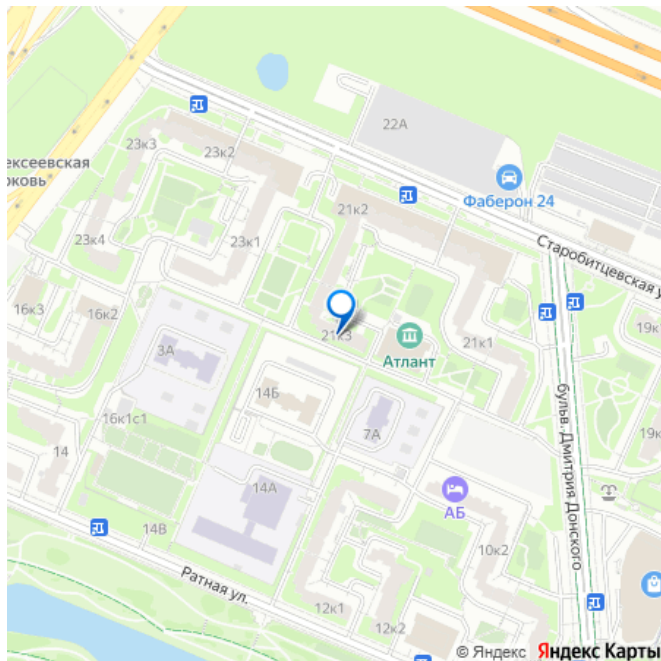 22А
23к3
23к2
ексеевская
рковь
Фаберон 24
21к2
23к4
23к1
Старобитцевская у
16к3
16к2
19к
21к3
21к1
3А
Атлант
14Б
бульв. Дмитрия Донского
16к1с1
7А
19к
14
14А
АБ
14В
10к2
Ратная ул.
12к1
12к2
© Яндекс Яндекс Карты